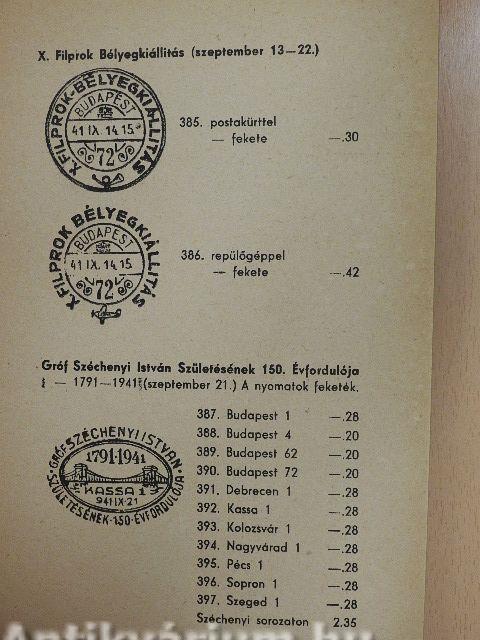 X. Filprok Bélyegkiállítás (szeptember 13—22.)
X. FILPROK-BÉLYEGKIÁLLITÁS
BUDAPEST
41 IX. 14. 15.
72
385. postakürttel
— fekete —.30
X. FILPROK BÉLYEGKIÁLLITÁS
BUDAPEST
41 IX. 14. 15.
72
386. repülőgéppel
— fekete —.42
Gróf Széchenyi István Születésének 150. Évfordulója
— 1791—1941 (szeptember 21.) A nyomatok feketék.
GRÓF SZÉCHENYI ISTVÁN
1791·1941
KASSA 1
941 IX·21
SZÜLETÉSÉNEK·150·ÉVFORDULÓJA
387. Budapest 1 —.28
388. Budapest 4 —.20
389. Budapest 62 —.20
390. Budapest 72 —.20
391. Debrecen 1 —.28
392. Kassa 1 —.28
393. Kolozsvár 1 —.28
394. Nagyvárad 1 —.28
395. Pécs 1 —.28
396. Sopron 1 —.28
397. Szeged 1 —.28
Széchenyi sorozaton 2.35
Antikvárium.hu